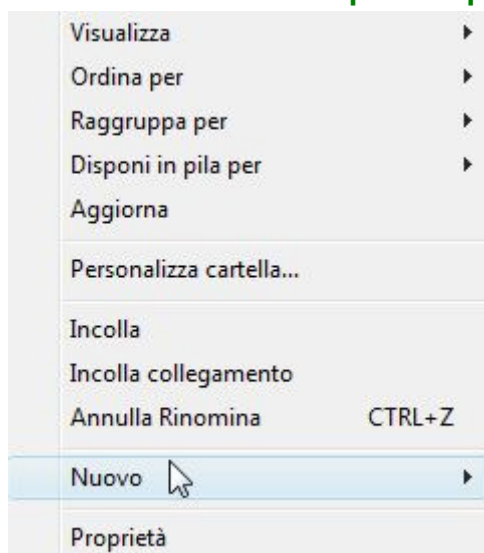 Visualizza
Ordina per
Raggruppa per
Disponi in pila per
Aggiorna
Personalizza cartella...
Incolla
Incolla collegamento
Annulla Rinomina CTRL+Z
Nuovo
Proprietà